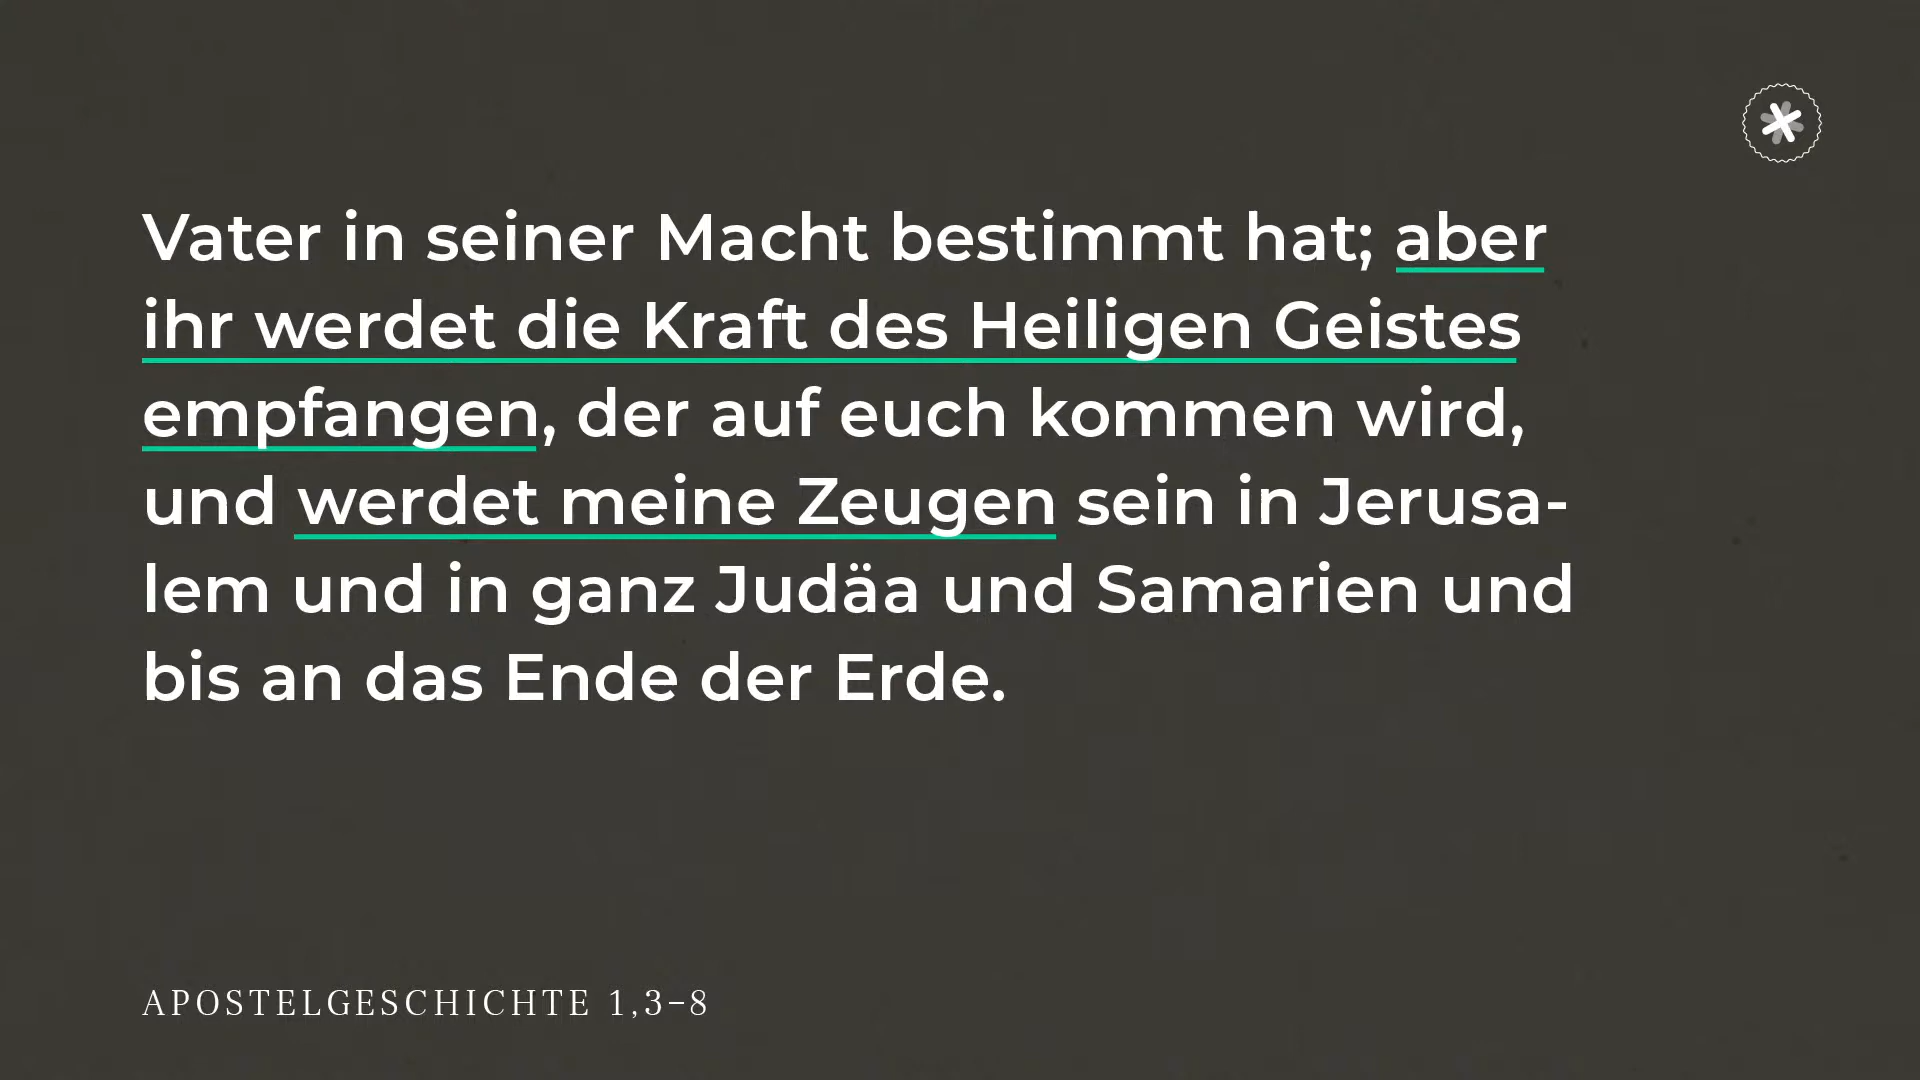 Vater in seiner Macht bestimmt hat; aber
ihr werdet die Kraft des Heiligen Geistes
empfangen, der auf euch kommen wird,
und werdet meine Zeugen sein in Jerusa-
lem und in ganz Judäa und Samarien und
bis an das Ende der Erde.
APOSTELGESCHICHTE 1,3–8